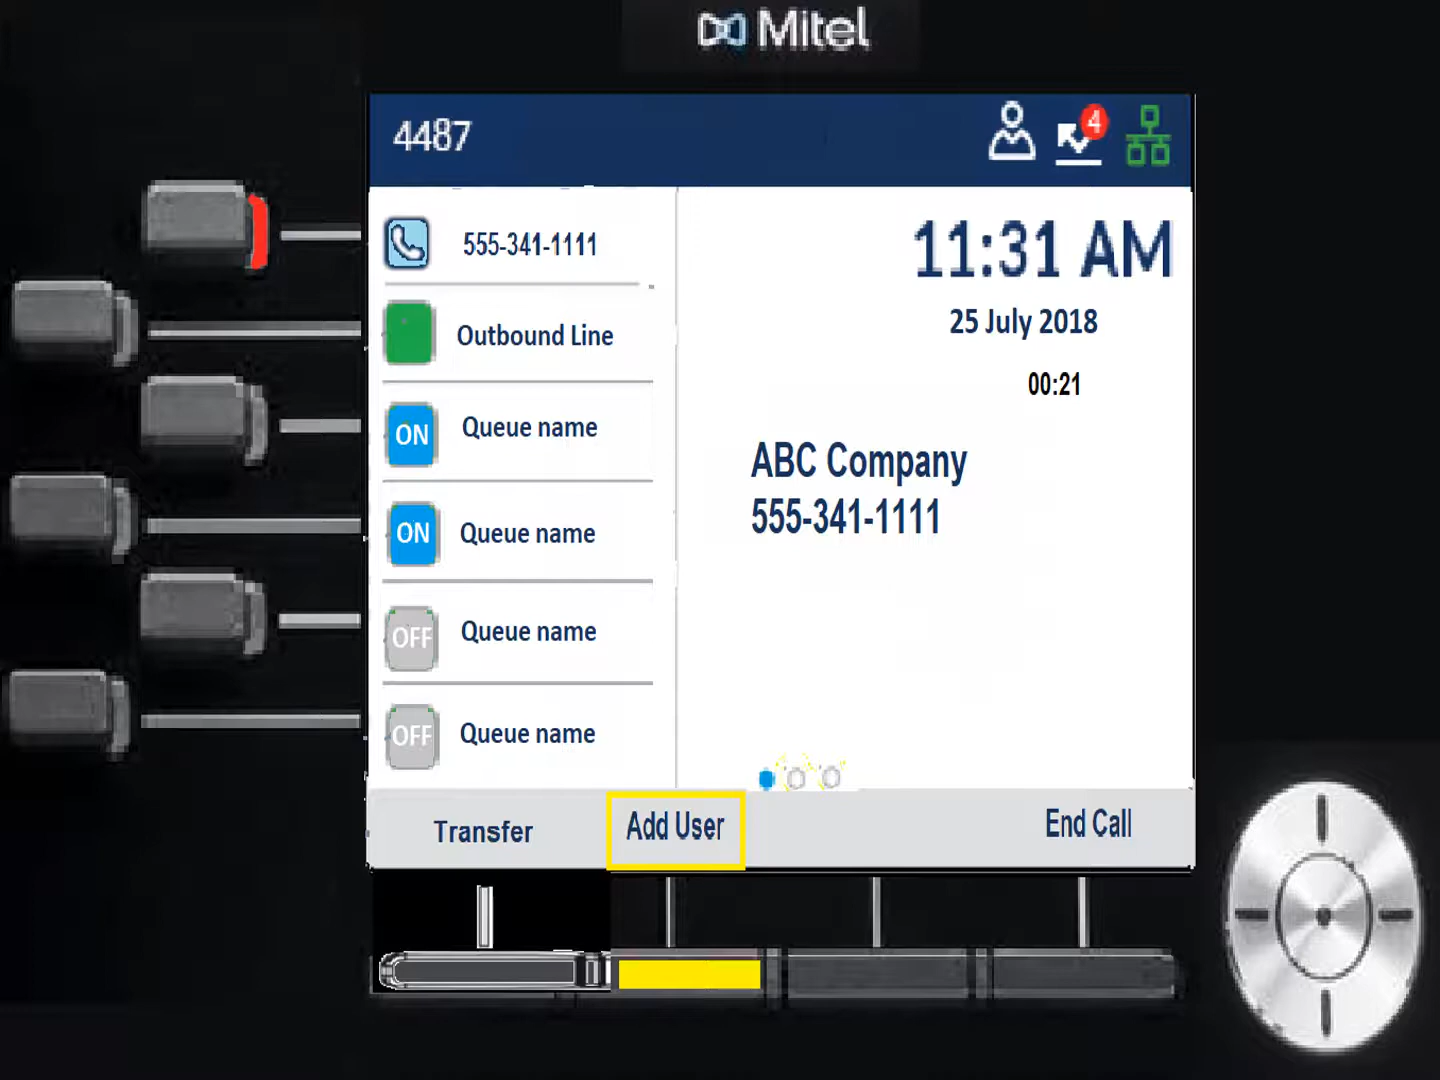 Mitel
4487
4
555-341-1111
Outbound Line
ON
Queue name
ON
Queue name
OFF
Queue name
OFF
Queue name
11:31 AM
25 July 2018
00:21
ABC Company
555-341-1111
Transfer
Add User
End Call